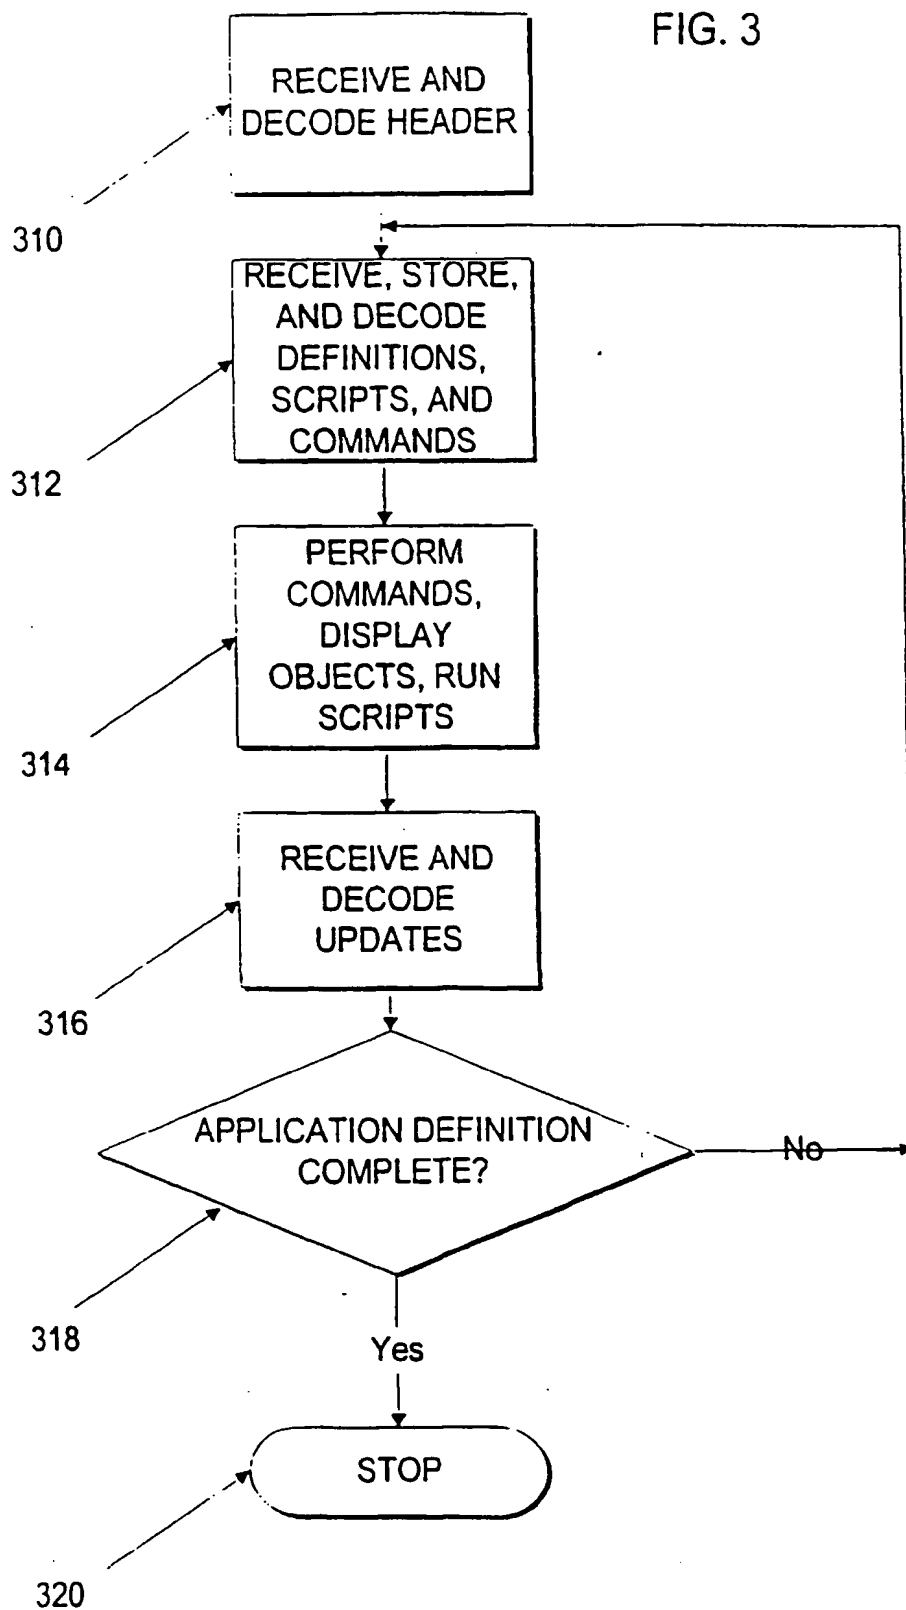 FIG. 3
RECEIVE AND
DECODE HEADER
310
RECEIVE, STORE,
AND DECODE
DEFINITIONS,
SCRIPTS, AND
COMMANDS
312
PERFORM
COMMANDS,
DISPLAY
OBJECTS, RUN
SCRIPTS
314
RECEIVE AND
DECODE
UPDATES
316
APPLICATION DEFINITION
COMPLETE?
No
318
Yes
STOP
320